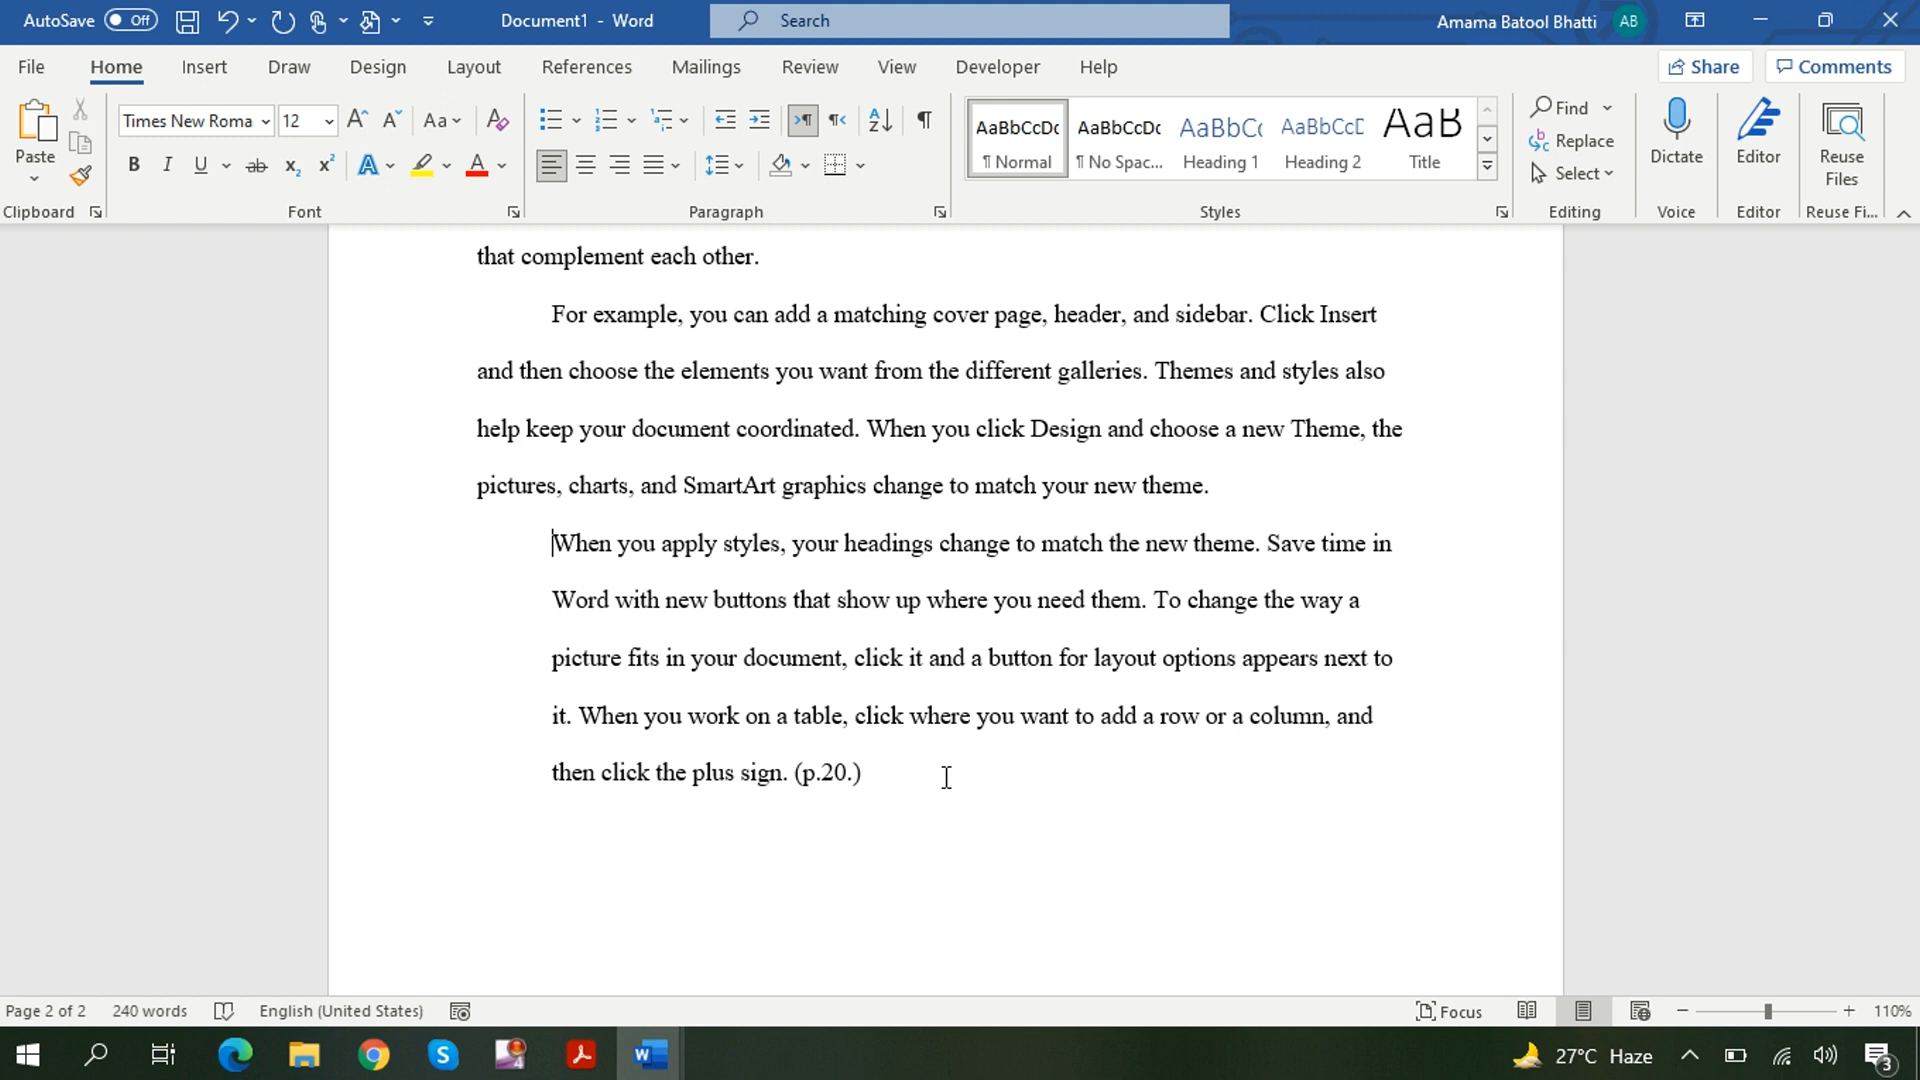 AutoSave Off Document1 - Word Search Amama Batool Bhatti AB
File Home Insert Draw Design Layout References Mailings Review View Developer Help Share Comments
Paste Times New Roma 12 Aa AaBbCcDc AaBbCcDc AaBbCc AaBbCcD AaB Find Replace Select Dictate Editor Reuse Files
¶ Normal ¶ No Spac... Heading 1 Heading 2 Title
Clipboard Font Paragraph Styles Editing Voice Editor Reuse Fi...
that complement each other.
For example, you can add a matching cover page, header, and sidebar. Click Insert
and then choose the elements you want from the different galleries. Themes and styles also
help keep your document coordinated. When you click Design and choose a new Theme, the
pictures, charts, and SmartArt graphics change to match your new theme.
When you apply styles, your headings change to match the new theme. Save time in
Word with new buttons that show up where you need them. To change the way a
picture fits in your document, click it and a button for layout options appears next to
it. When you work on a table, click where you want to add a row or a column, and
then click the plus sign. (p.20.)
Page 2 of 2 240 words English (United States) Focus 110%
27°C Haze 3